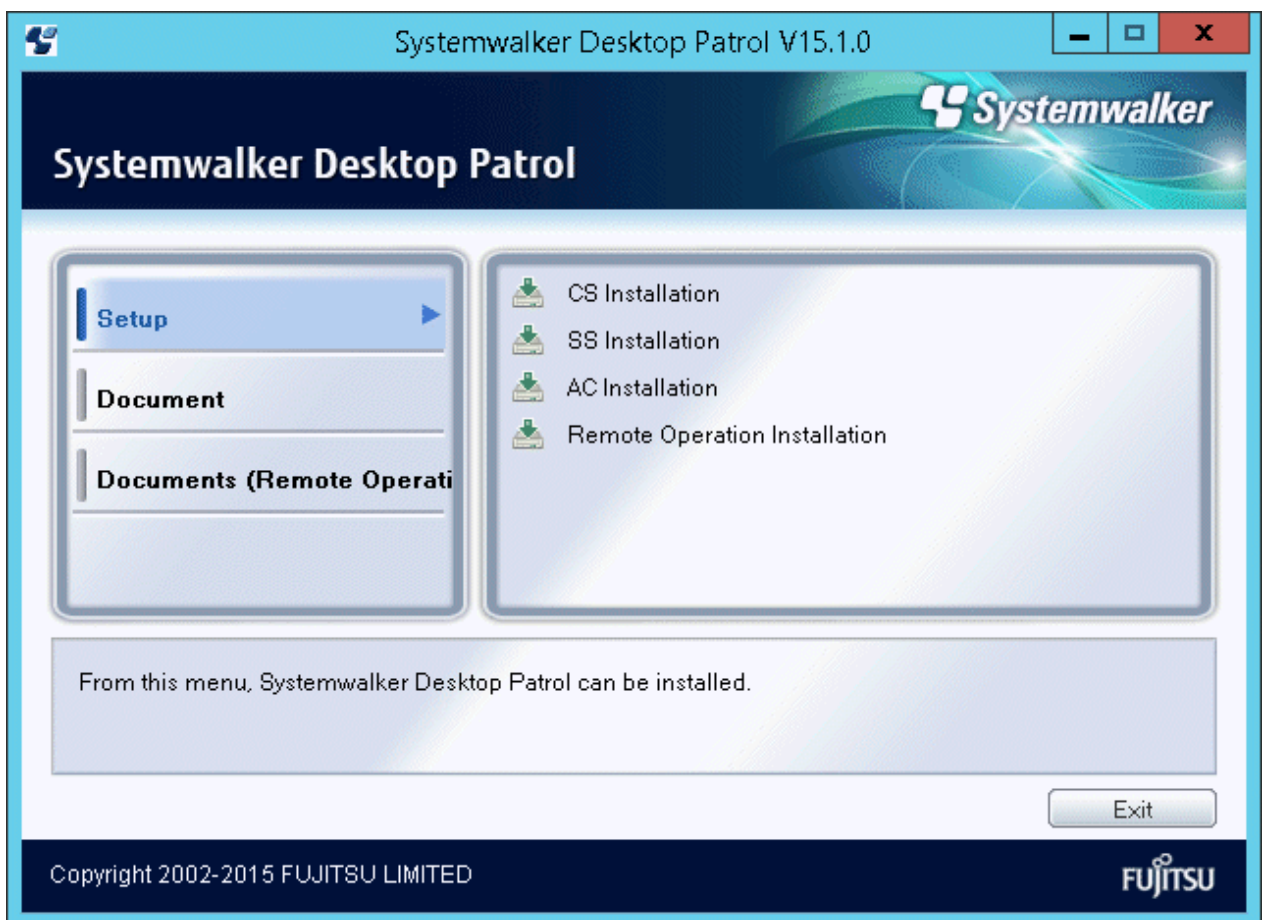 Systemwalker Desktop Patrol V15.1.0
Systemwalker
Systemwalker Desktop Patrol
Setup
Document
Documents (Remote Operati
CS Installation
SS Installation
AC Installation
Remote Operation Installation
From this menu, Systemwalker Desktop Patrol can be installed.
Exit
Copyright 2002-2015 FUJITSU LIMITED
FUJITSU